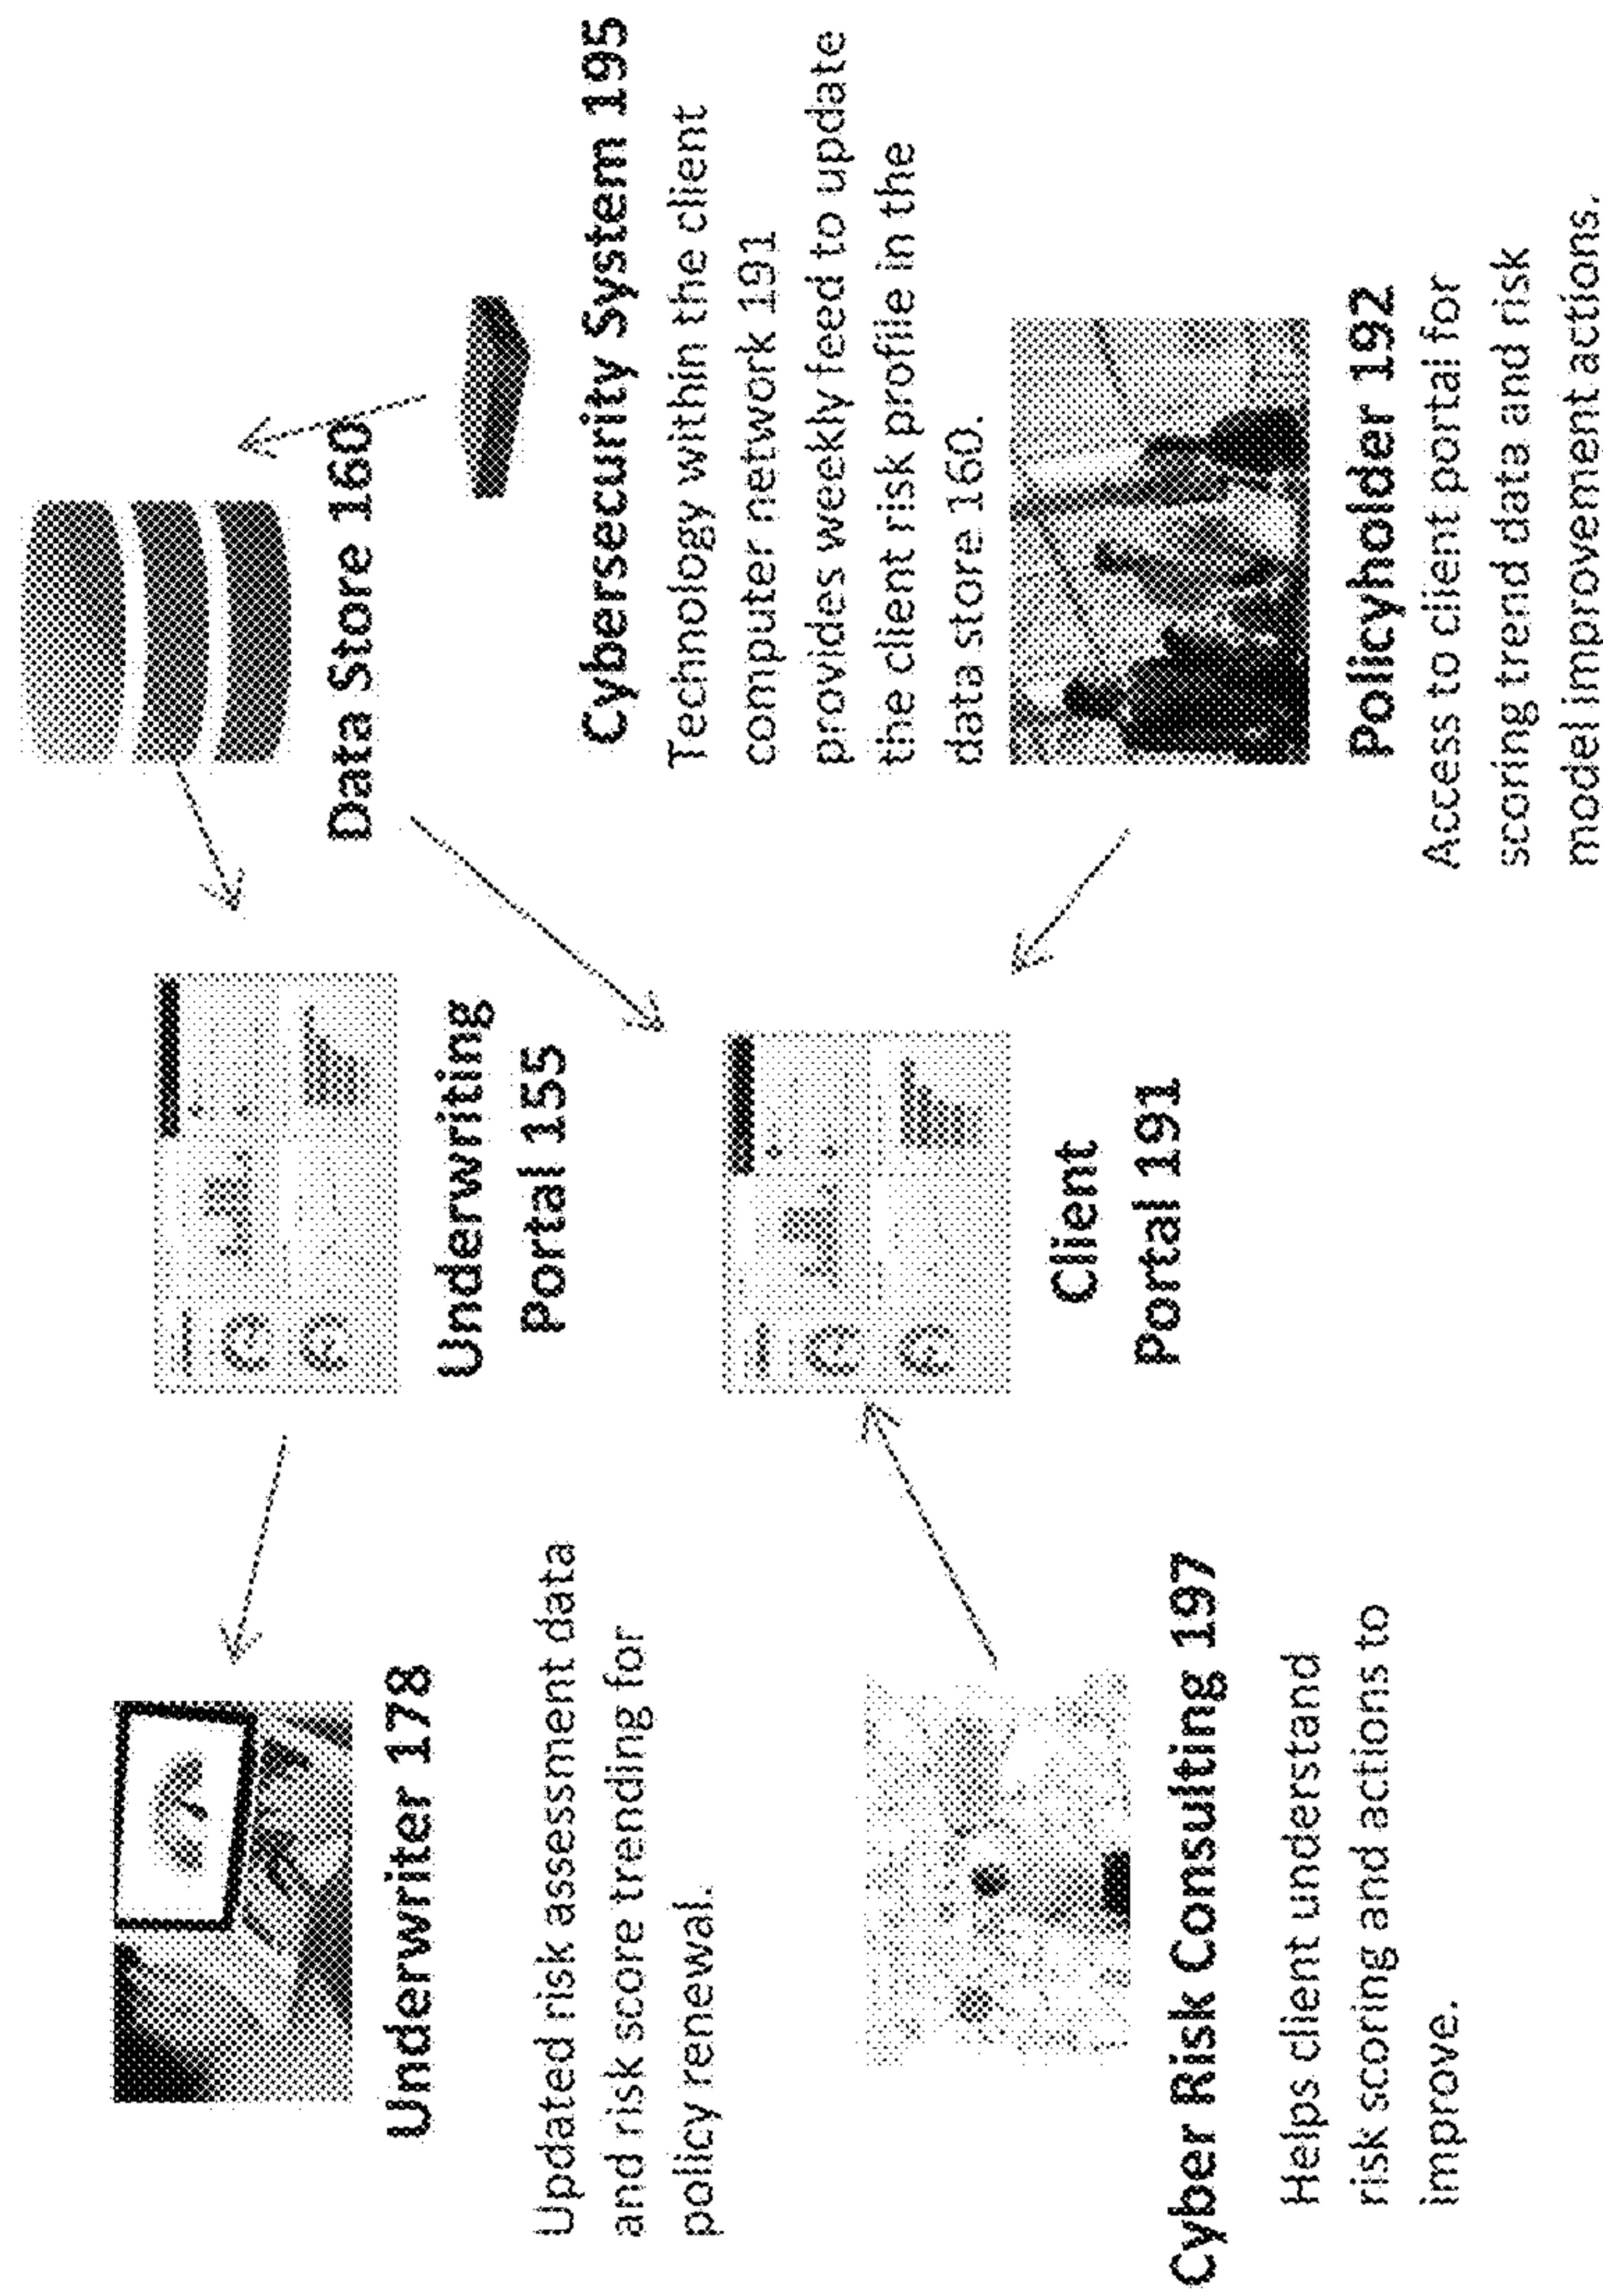 Underwriter 178
Updated risk assessment data
and risk score trending for
policy renewal.
Underwriting
Portal 155
Data Store 160
Cybersecurity System 195
Technology within the client
computer network 191
provides weekly feed to update
the client risk profile in the
data store 160.
Cyber Risk Consulting 197
Helps client understand
risk scoring and actions to
improve.
Client
Portal 191
Policyholder 192
Access to client portal for
scoring trend data and risk
model improvement actions.